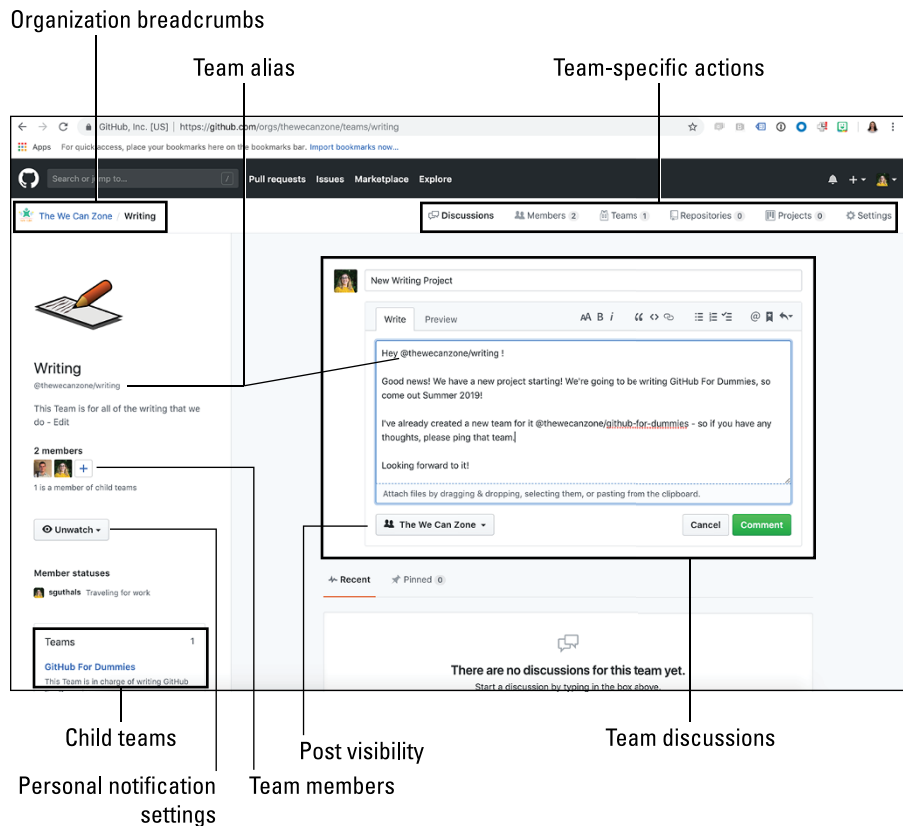 Organization breadcrumbs
Team alias
Team-specific actions
GitHub, Inc. [US] | https://github.com/orgs/thewecanzone/teams/writing
Apps For quick access, place your bookmarks here on the bookmarks bar. Import bookmarks now...
Search or jump to... / Pull requests Issues Marketplace Explore
The We Can Zone / Writing
Discussions Members 2 Teams 1 Repositories 0 Projects 0 Settings
New Writing Project
Write Preview AA B i
Hey @thewecanzone/writing !
Good news! We have a new project starting! We're going to be writing GitHub For Dummies, so
come out Summer 2019!
I've already created a new team for it @thewecanzone/github-for-dummies - so if you have any
thoughts, please ping that team.
Looking forward to it!
Attach files by dragging & dropping, selecting them, or pasting from the clipboard.
The We Can Zone Cancel Comment
Writing
@thewecanzone/writing
This Team is for all of the writing that we
do - Edit
2 members
+
1 is a member of child teams
Unwatch
Member statuses
sguthals Traveling for work
Teams 1
GitHub For Dummies
This Team is in charge of writing GitHub
Recent Pinned 0
There are no discussions for this team yet.
Start a discussion by typing in the box above.
Child teams
Post visibility
Team discussions
Personal notification
settings
Team members